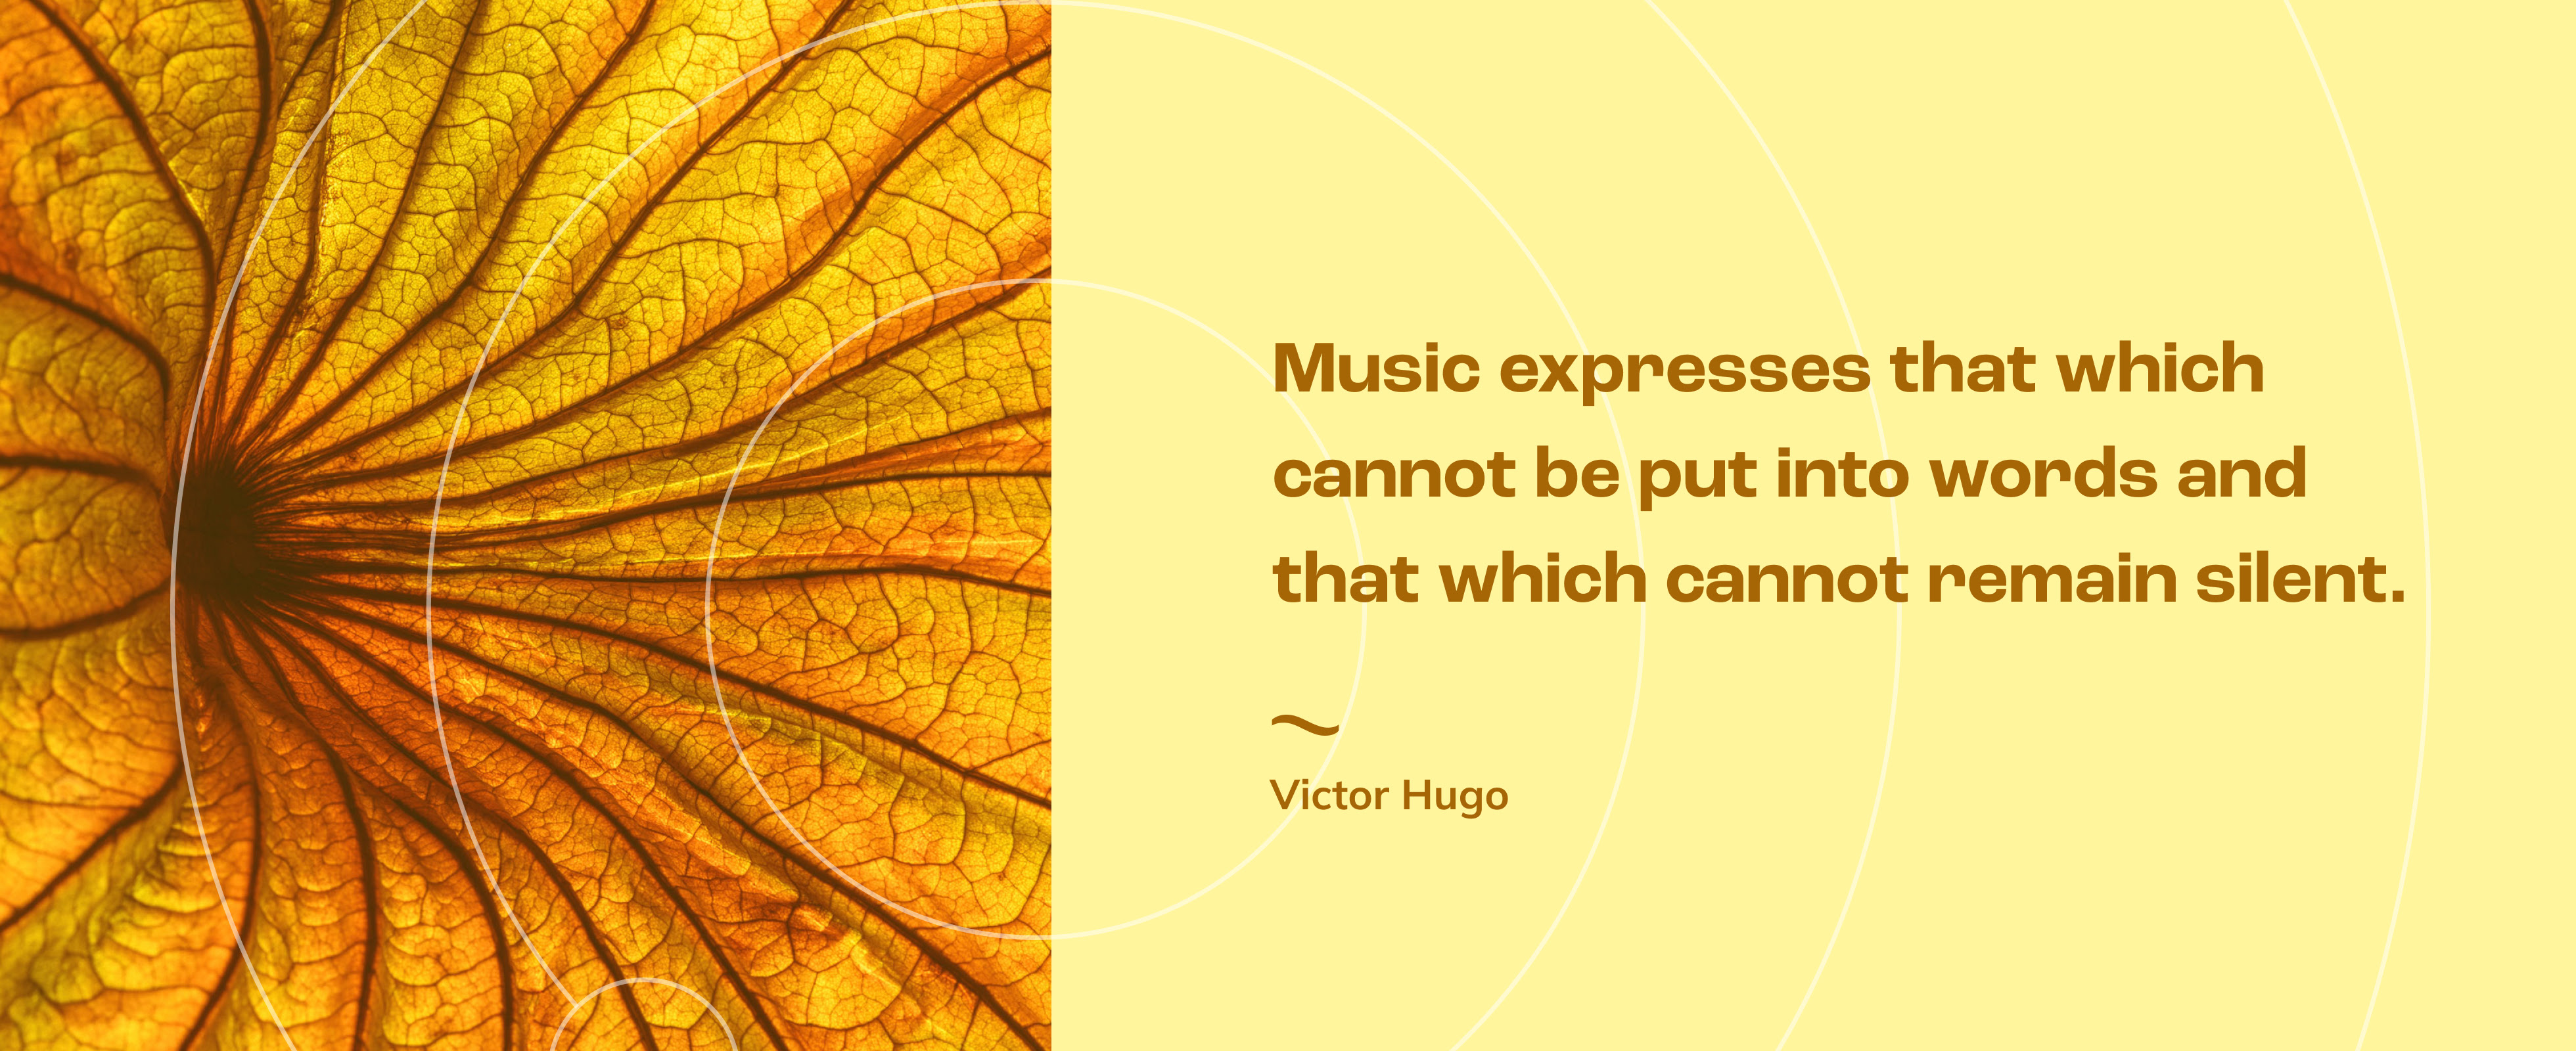 Music expresses that which
cannot be put into words and
that which cannot remain silent.
~
Victor Hugo